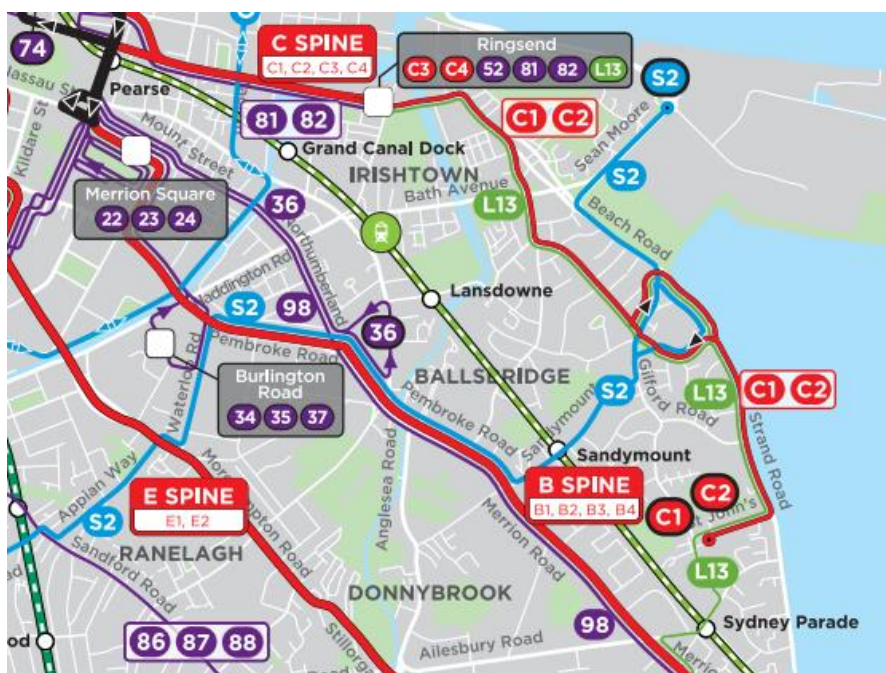 74
Nassau St
Kildare St
Pearse
C SPINE
C1, C2, C3, C4
Ringsend
C3 C4 52 81 82 L13
S2
Mount Street
81 82
C1 C2
Grand Canal Dock
IRISHTOWN
Bath Avenue
Sean Moore
S2
Merrion Square
22 23 24
36
L13
Beach Road
Northumberland
Haddington Rd
Lansdowne
S2
98
36
Pembroke Road
BALLSBRIDGE
Burlington
Road
34 35 37
Waterloo Rd
Pembroke Road
S2
Gilford Road
L13
C1 C2
Sandymount
Sandymount
Strand Road
E SPINE
E1, E2
Appian Way
S2
Anglesea Road
B SPINE
B1, B2, B3, B4
C1
C2
St John's
RANELAGH
Sandford Road
Merrion Road
L13
DONNYBROOK
98
Sydney Parade
86 87 88
Ailesbury Road